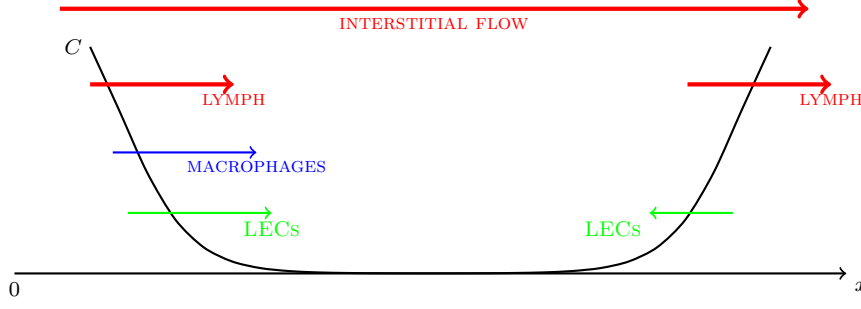 INTERSTITIAL FLOW
C
LYMPH
LYMPH
MACROPHAGES
LECs
LECs
0
x